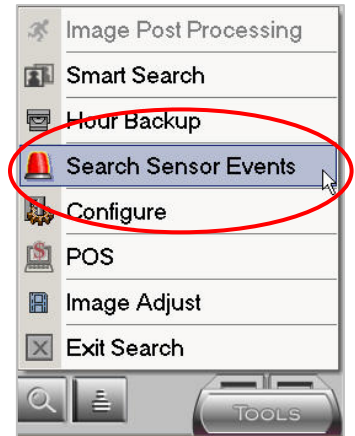 Image Post Processing
Smart Search
Hour Backup
Search Sensor Events
Configure
POS
Image Adjust
Exit Search
TOOLS